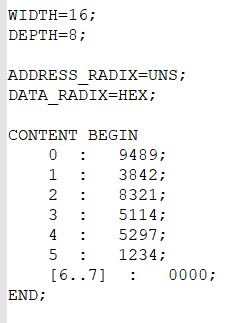 WIDTH=16;
DEPTH=8;

ADDRESS_RADIX=UNS;
DATA_RADIX=HEX;

CONTENT BEGIN
    0   :   9489;
    1   :   3842;
    2   :   8321;
    3   :   5114;
    4   :   5297;
    5   :   1234;
    [6..7]  :   0000;
END;